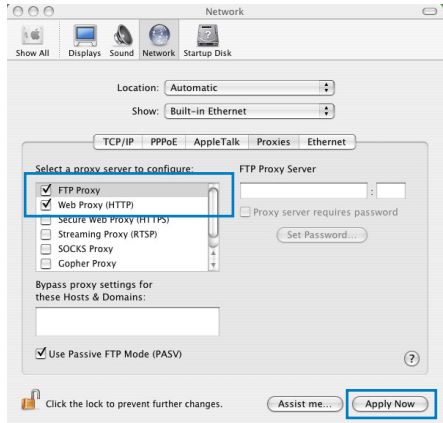 Network
Show All Displays Sound Network Startup Disk
Location: Automatic
Show: Built-in Ethernet
TCP/IP PPPoE AppleTalk Proxies Ethernet
Select a proxy server to configure: FTP Proxy Server
FTP Proxy
Web Proxy (HTTP) :
Secure Web Proxy (HTTPS) Proxy server requires password
Streaming Proxy (RTSP) Set Password...
SOCKS Proxy
Gopher Proxy
Bypass proxy settings for
these Hosts & Domains:
Use Passive FTP Mode (PASV) ?
Click the lock to prevent further changes. Assist me... Apply Now